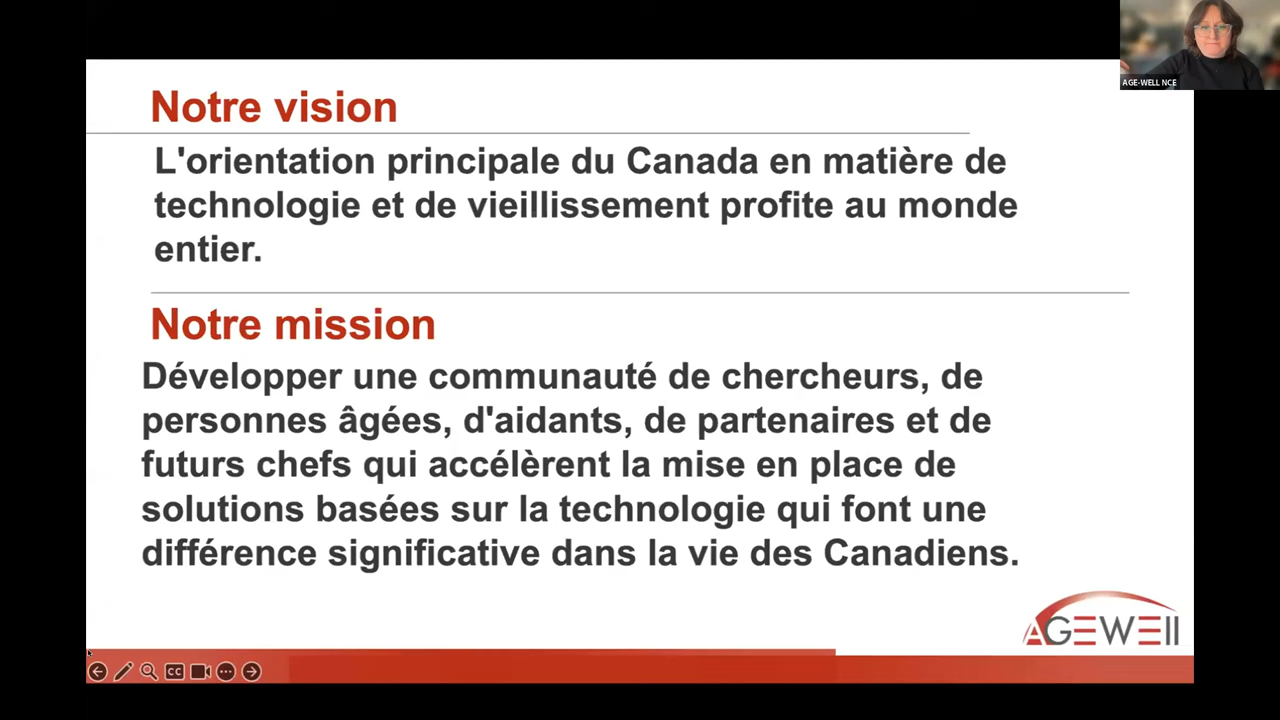 AGE-WELL NCE
Notre vision
L'orientation principale du Canada en matière de
technologie et de vieillissement profite au monde
entier.
Notre mission
Développer une communauté de chercheurs, de
personnes âgées, d'aidants, de partenaires et de
futurs chefs qui accélèrent la mise en place de
solutions basées sur la technologie qui font une
différence significative dans la vie des Canadiens.
AGEWEll
CC